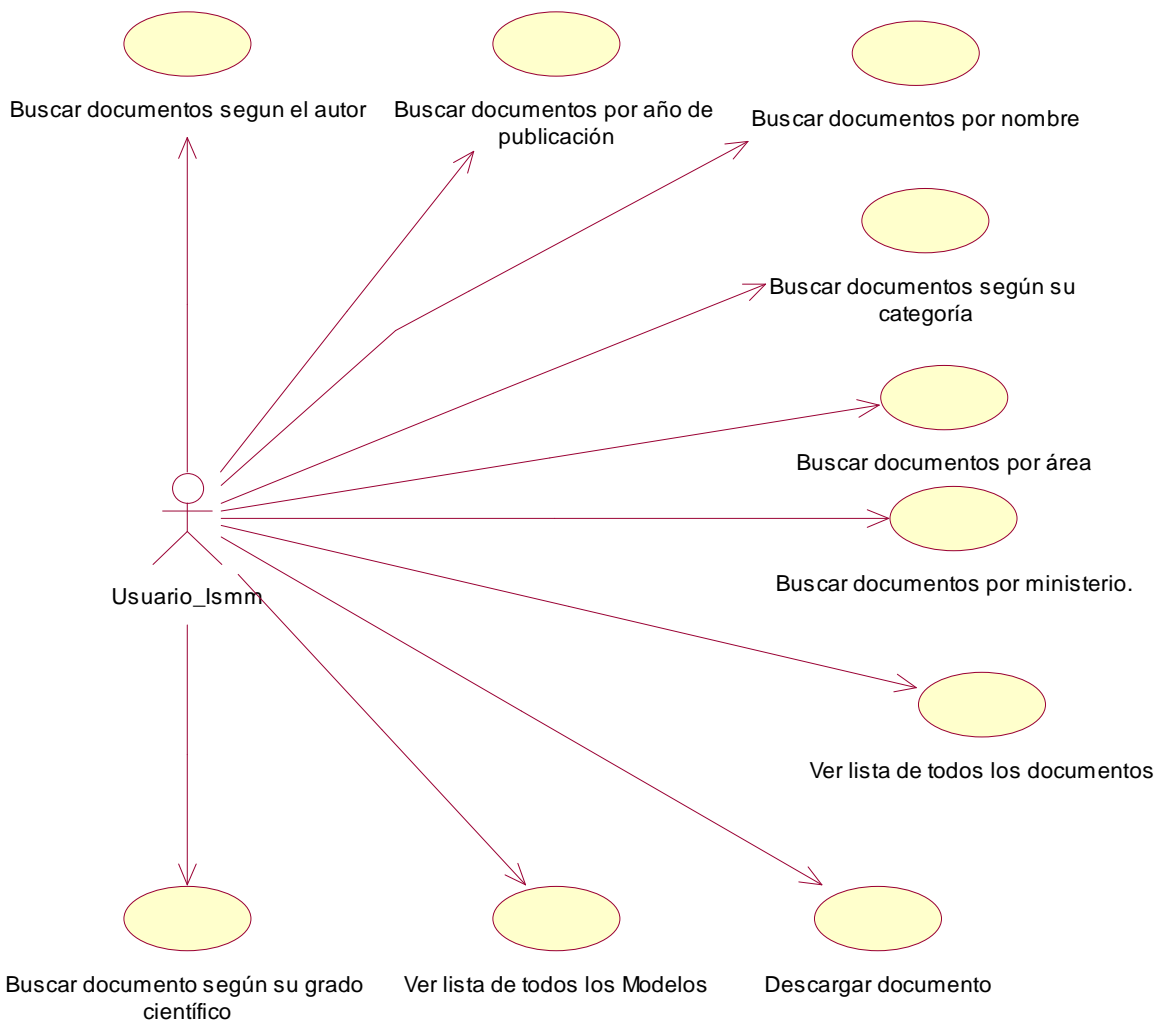 Buscar documentos segun el autor
Buscar documentos por año de
publicación
Buscar documentos por nombre
Buscar documentos según su
categoría
Buscar documentos por área
Buscar documentos por ministerio.
Usuario_Ismm
Ver lista de todos los documentos
Buscar documento según su grado
científico
Ver lista de todos los Modelos
Descargar documento